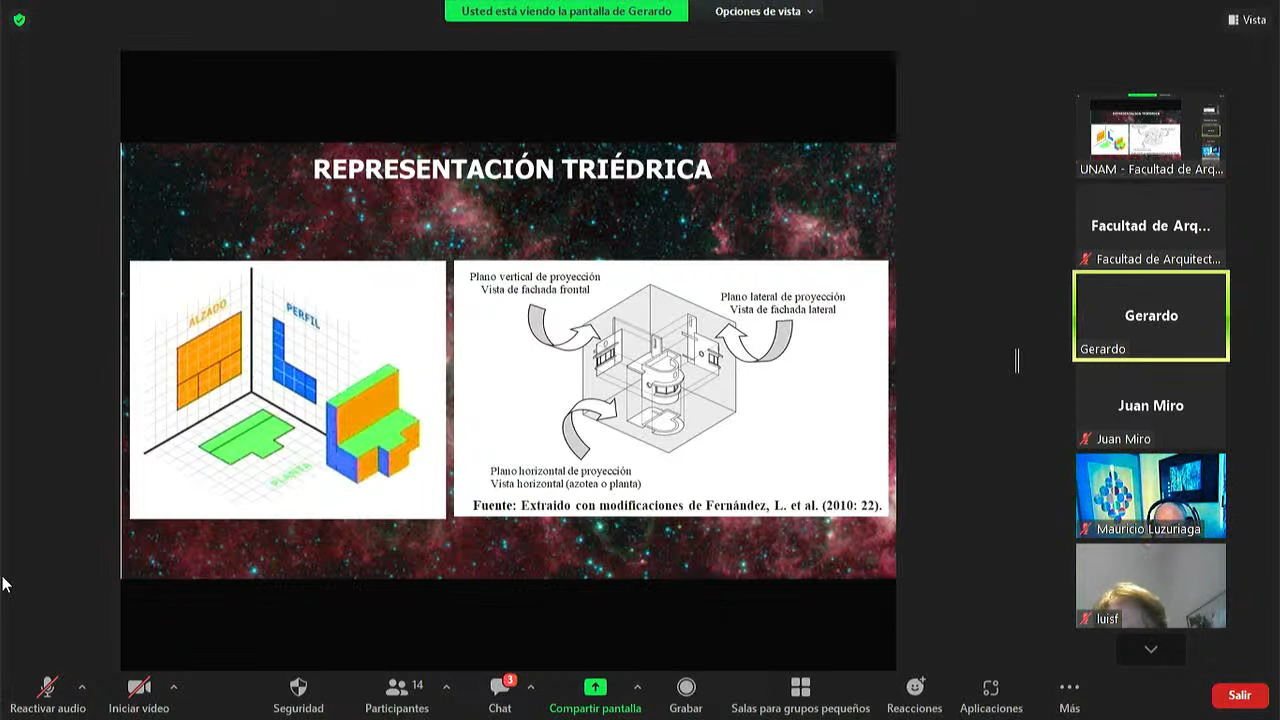 Usted está viendo la pantalla de Gerardo
Opciones de vista
Vista
REPRESENTACIÓN TRIÉDRICA
ALZADO
PERFIL
PLANTA
Plano vertical de proyección
Vista de fachada frontal
Plano lateral de proyección
Vista de fachada lateral
Plano horizontal de proyección
Vista horizontal (azotea o planta)
Fuente: Extraido con modificaciones de Fernández, L. et al. (2010: 22).
UNAM - Facultad de Arq...
Facultad de Arq...
Facultad de Arquitect...
Gerardo
Gerardo
Juan Miro
Juan Miro
Mauricio Luzuriaga
luisf
Reactivar audio
Iniciar vídeo
Seguridad
14
Participantes
3
Chat
Compartir pantalla
Grabar
Salas para grupos pequeños
Reacciones
Aplicaciones
Más
Salir